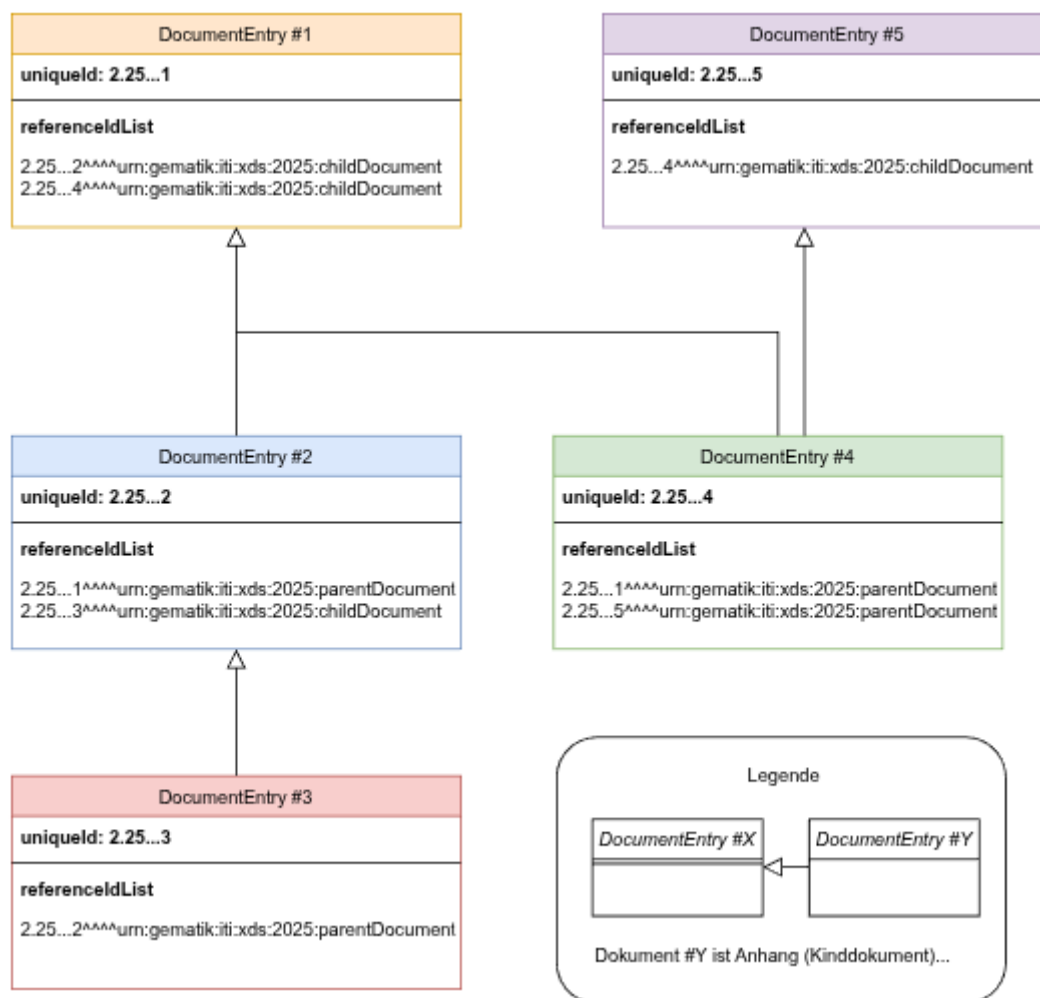 DocumentEntry #1
uniqueId: 2.25...1
referenceIdList
2.25...2^^^^urn:gematik:iti:xds:2025:childDocument
2.25...4^^^^urn:gematik:iti:xds:2025:childDocument
DocumentEntry #5
uniqueId: 2.25...5
referenceIdList
2.25...4^^^^urn:gematik:iti:xds:2025:childDocument
DocumentEntry #2
uniqueId: 2.25...2
referenceIdList
2.25...1^^^^urn:gematik:iti:xds:2025:parentDocument
2.25...3^^^^urn:gematik:iti:xds:2025:childDocument
DocumentEntry #4
uniqueId: 2.25...4
referenceIdList
2.25...1^^^^urn:gematik:iti:xds:2025:parentDocument
2.25...5^^^^urn:gematik:iti:xds:2025:parentDocument
DocumentEntry #3
uniqueId: 2.25...3
referenceIdList
2.25...2^^^^urn:gematik:iti:xds:2025:parentDocument
Legende
DocumentEntry #X
DocumentEntry #Y
Dokument #Y ist Anhang (Kinddokument)...